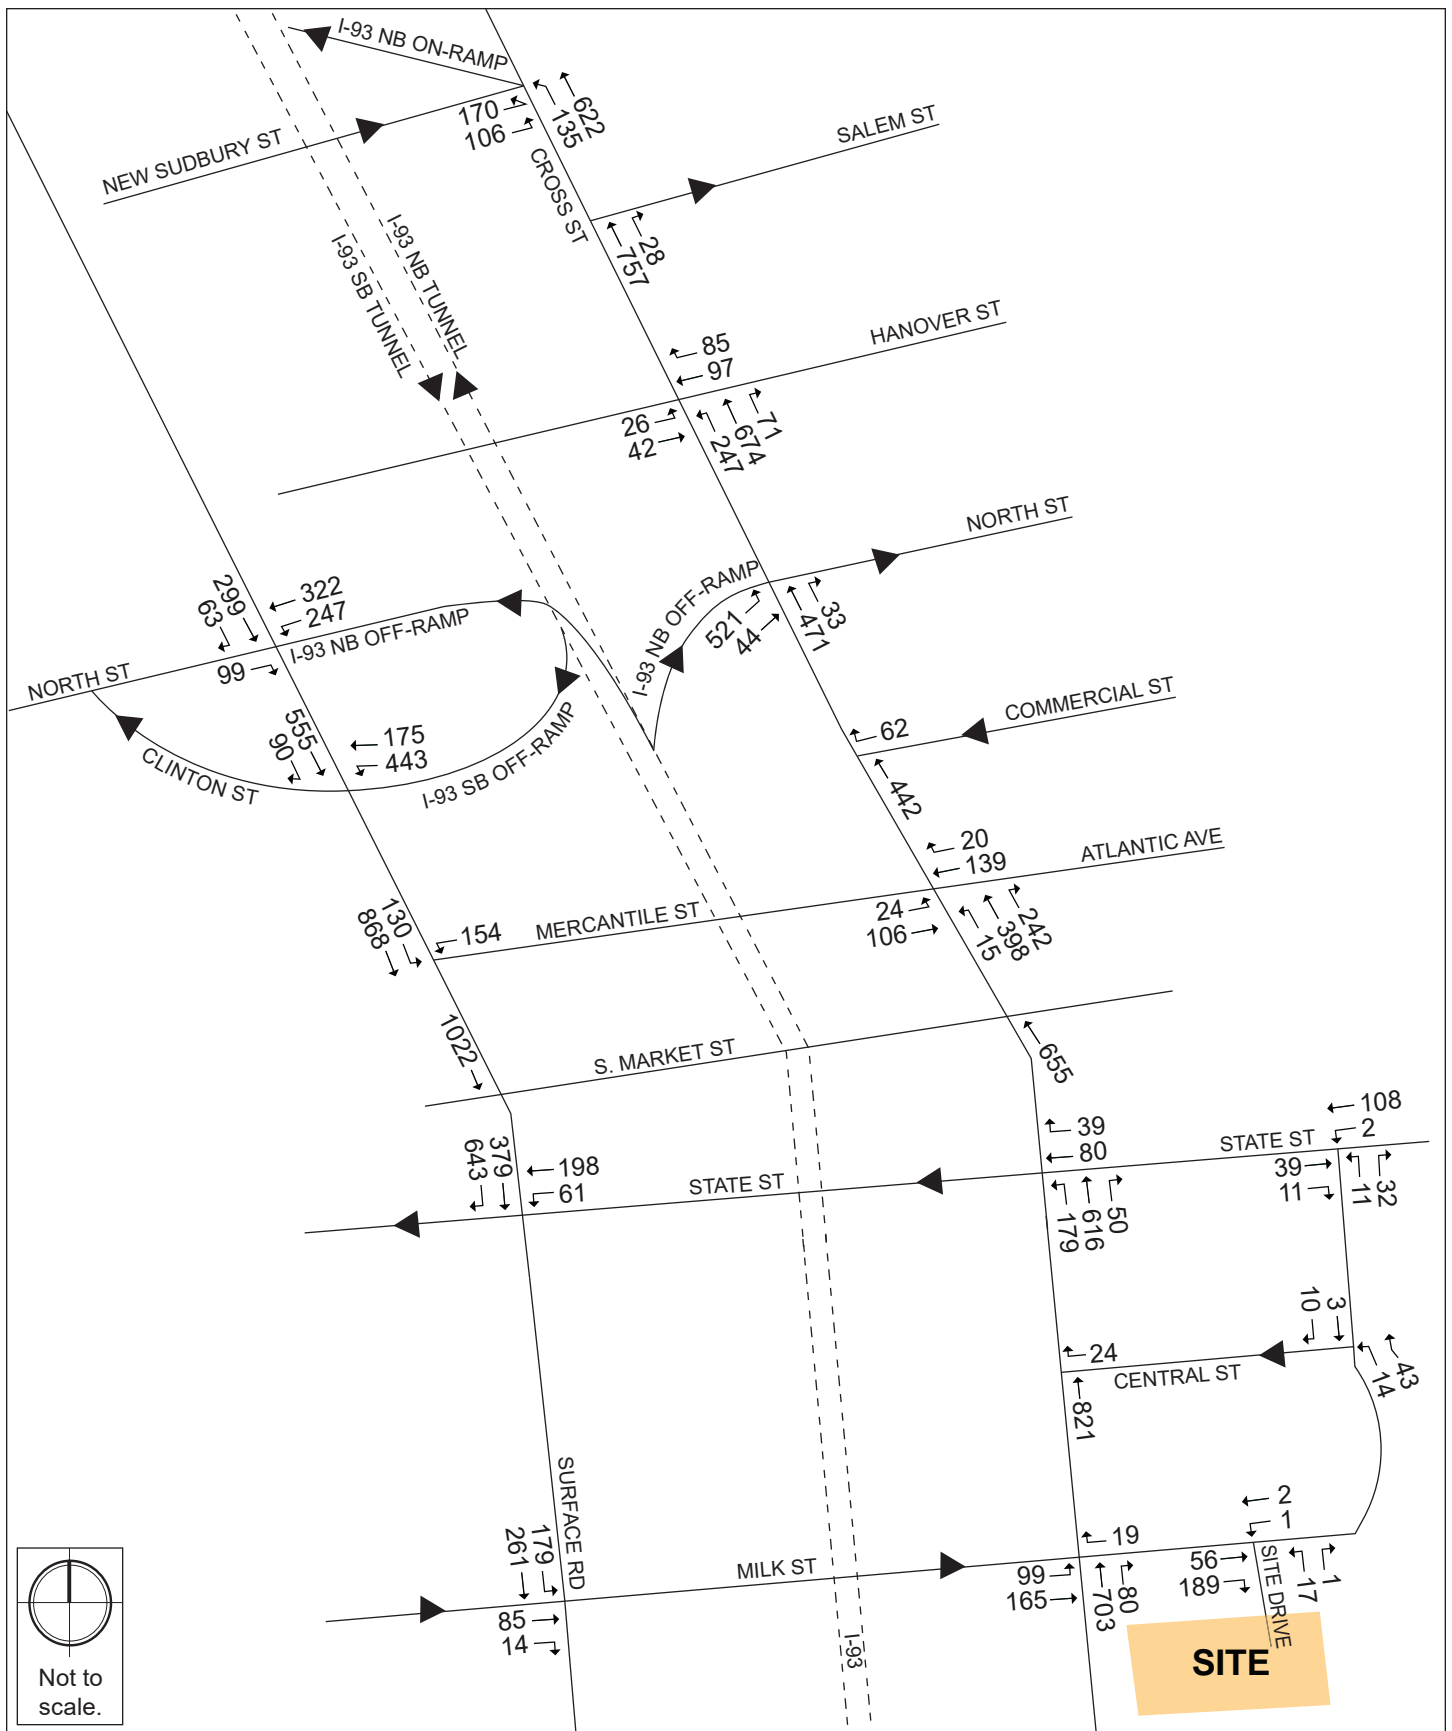 I-93 NB ON-RAMP
622
135
170
106
NEW SUDBURY ST
SALEM ST
CROSS ST
28
757
I-93 NB TUNNEL
I-93 SB TUNNEL
HANOVER ST
85
97
26
42
71
674
247
NORTH ST
I-93 NB OFF-RAMP
521
44
33
471
299
63
322
247
I-93 NB OFF-RAMP
99
NORTH ST
COMMERCIAL ST
62
442
555
90
175
443
CLINTON ST
I-93 SB OFF-RAMP
20
139
ATLANTIC AVE
24
106
242
398
15
130
868
154
MERCANTILE ST
1022
S. MARKET ST
655
39
80
108
2
STATE ST
39
11
11
32
379
643
198
61
STATE ST
50
616
179
10
3
24
CENTRAL ST
43
14
821
SURFACE RD
179
261
85
14
MILK ST
19
99
165
703
80
2
1
56
189
17
1
SITE DRIVE
I-93
SITE
Not to
scale.